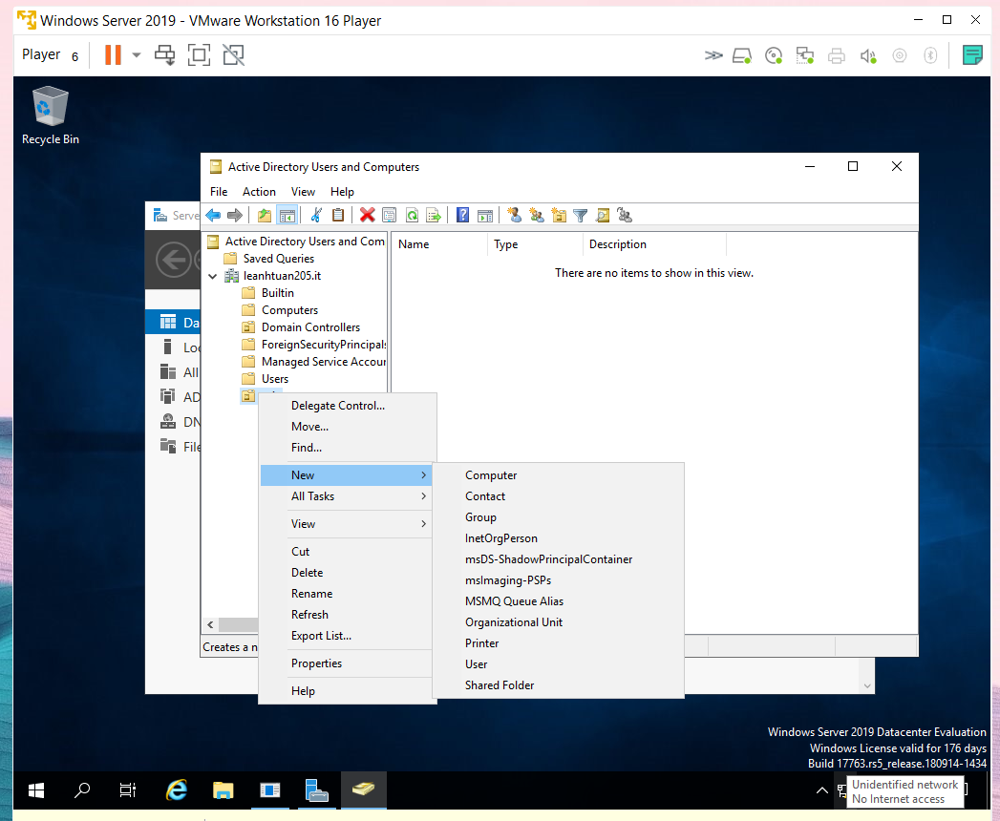 Windows Server 2019 - VMware Workstation 16 Player
Player 6
Recycle Bin
Active Directory Users and Computers
File Action View Help
Serve
Active Directory Users and Com
Saved Queries
leanhtuan205.it
Builtin
Computers
Domain Controllers
ForeignSecurityPrincipals
Managed Service Accour
Users
Name Type Description
There are no items to show in this view.
Da
Loc
All
AD
DN
File
Delegate Control...
Move...
Find...
New
All Tasks
View
Cut
Delete
Rename
Refresh
Export List...
Properties
Help
Computer
Contact
Group
InetOrgPerson
msDS-ShadowPrincipalContainer
msImaging-PSPs
MSMQ Queue Alias
Organizational Unit
Printer
User
Shared Folder
Creates a n
Windows Server 2019 Datacenter Evaluation
Windows License valid for 176 days
Build 17763.rs5_release.180914-1434
Unidentified network
No Internet access